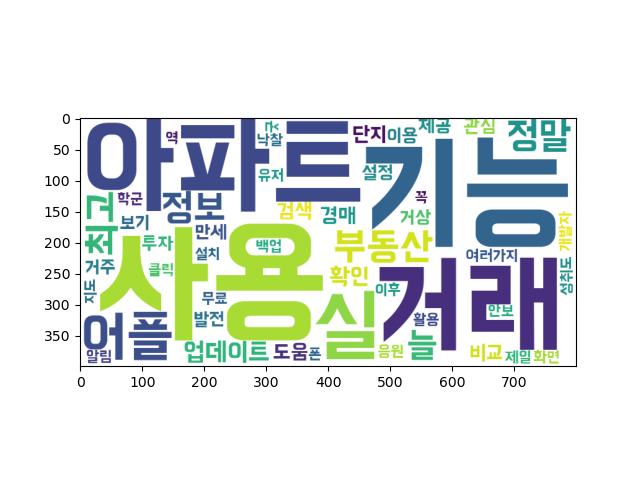 0
50
100
150
200
250
300
350
0 100 200 300 400 500 600 700
아파트
기능
사용
거래
실
어플
최고
정보
부동산
정말
늘
업데이트
도움
폰
역
낙찰
단지
이용
제공
관심
유저
설정
꼭
학군
보기
검색
경매
거상
만세
투자
설치
백업
거주
클릭
지도
확인
이후
여러가지
개발자
섬취도
무료
발전
활용
안보
알림
음원
비교
제일
화면